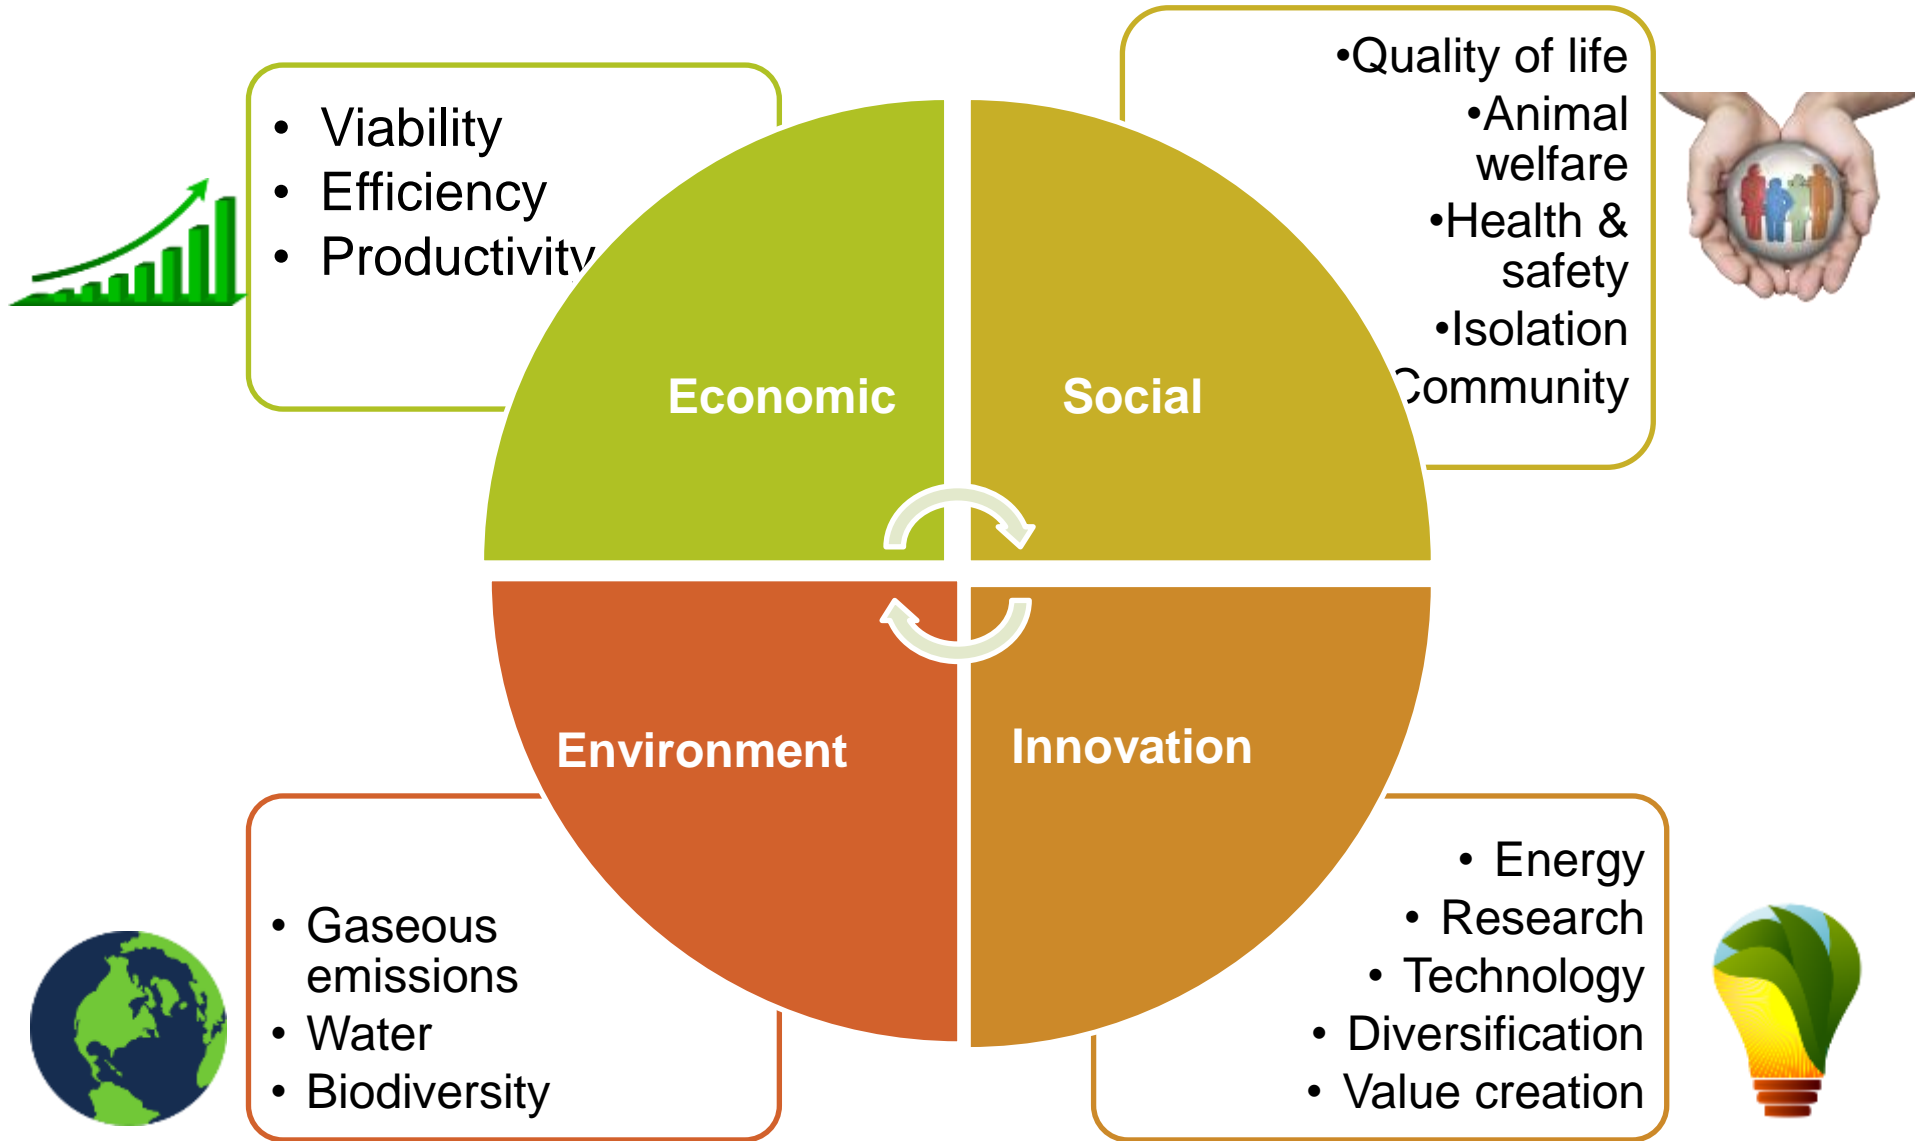 • Viability
• Efficiency
• Productivity
Economic
•Quality of life
•Animal
welfare
•Health &
safety
•Isolation
Community
Social
Environment
• Gaseous
emissions
• Water
• Biodiversity
Innovation
• Energy
• Research
• Technology
• Diversification
• Value creation